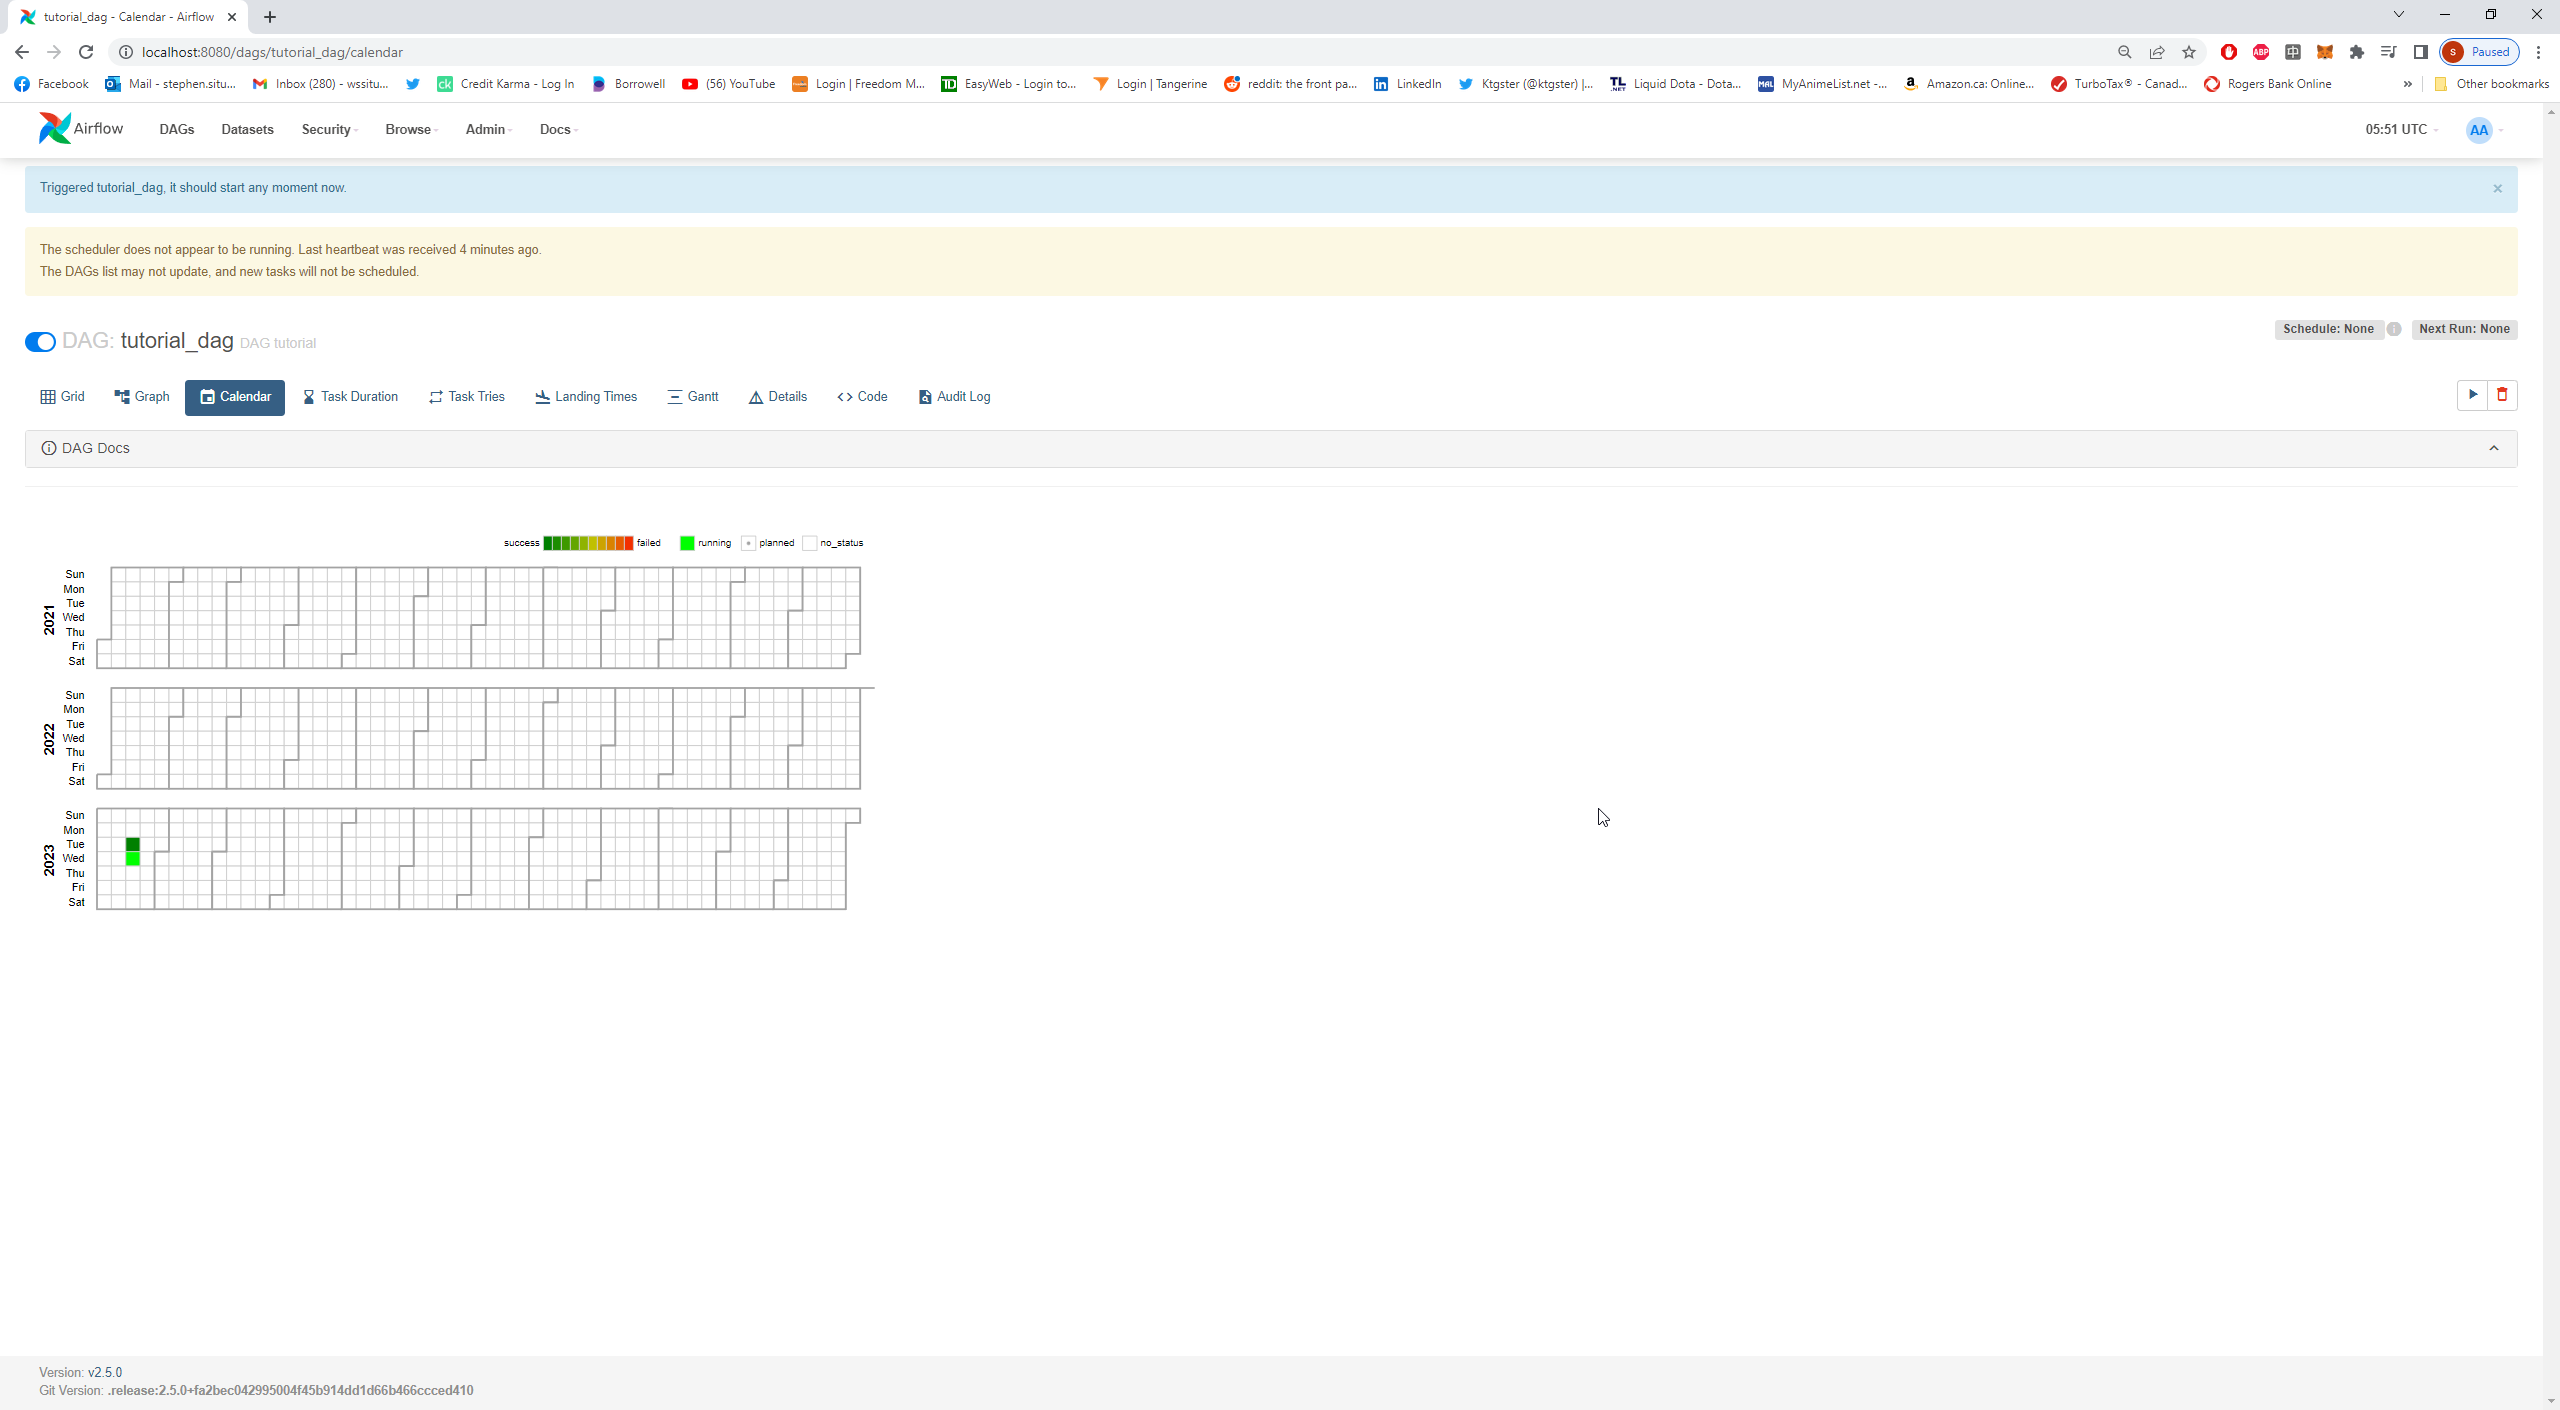 tutorial_dag - Calendar - Airflow
localhost:8080/dags/tutorial_dag/calendar
ABP
S Paused
Facebook Mail - stephen.situ... Inbox (280) - wssitu... Credit Karma - Log In Borrowell (56) YouTube Login | Freedom M... EasyWeb - Login to... Login | Tangerine reddit: the front pa... LinkedIn Ktgster (@ktgster) |... Liquid Dota - Dota... MyAnimeList.net -... Amazon.ca: Online... TurboTax® - Canad... Rogers Bank Online » Other bookmarks
Airflow DAGs Datasets Security Browse Admin Docs 05:51 UTC AA
Triggered tutorial_dag, it should start any moment now. ×
The scheduler does not appear to be running. Last heartbeat was received 4 minutes ago.
The DAGs list may not update, and new tasks will not be scheduled.
DAG: tutorial_dag DAG tutorial
Schedule: None Next Run: None
Grid Graph Calendar Task Duration Task Tries Landing Times Gantt Details Code Audit Log
DAG Docs
success failed running planned no_status
2021
Sun
Mon
Tue
Wed
Thu
Fri
Sat
2022
Sun
Mon
Tue
Wed
Thu
Fri
Sat
2023
Sun
Mon
Tue
Wed
Thu
Fri
Sat
Version: v2.5.0
Git Version: .release:2.5.0+fa2bec042995004f45b914dd1d66b466ccced410